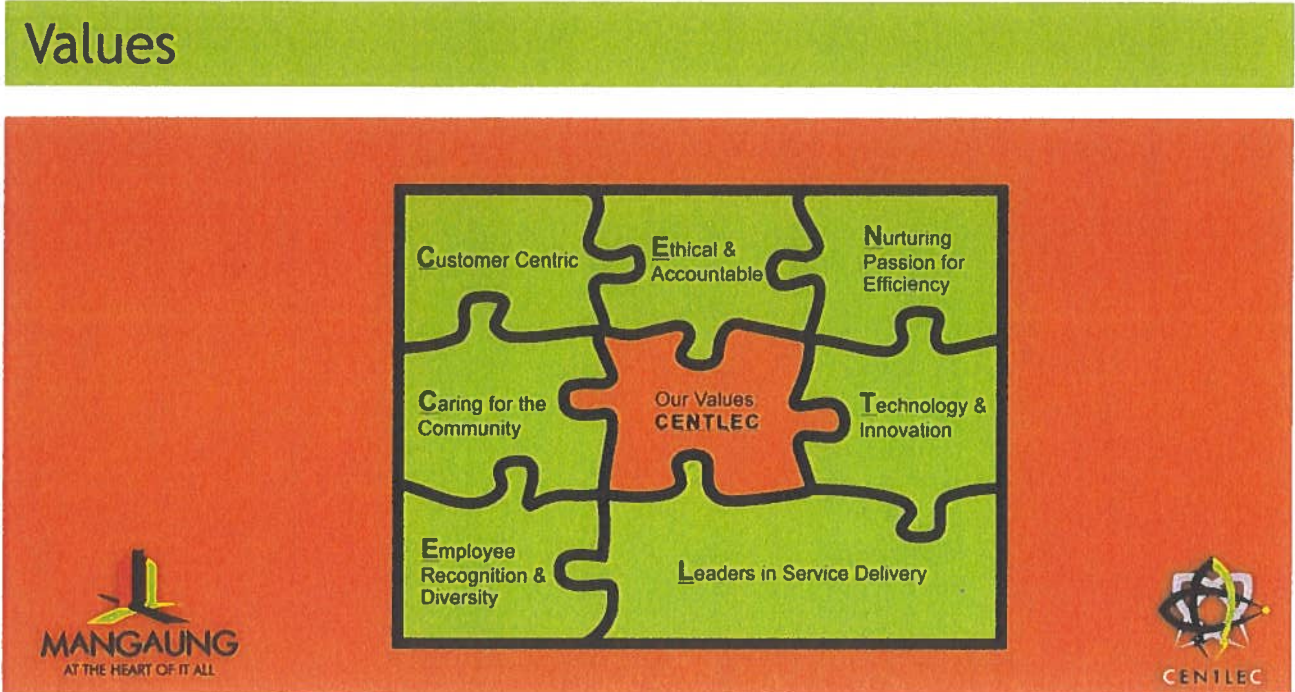 Values
Customer Centric
Ethical &
Accountable
Nurturing
Passion for
Efficiency
Caring for the
Community
Our Values
CENTLEC
Technology &
Innovation
Employee
Recognition &
Diversity
Leaders in Service Delivery
MANGAUNG
AT THE HEART OF IT ALL
CENTLEC